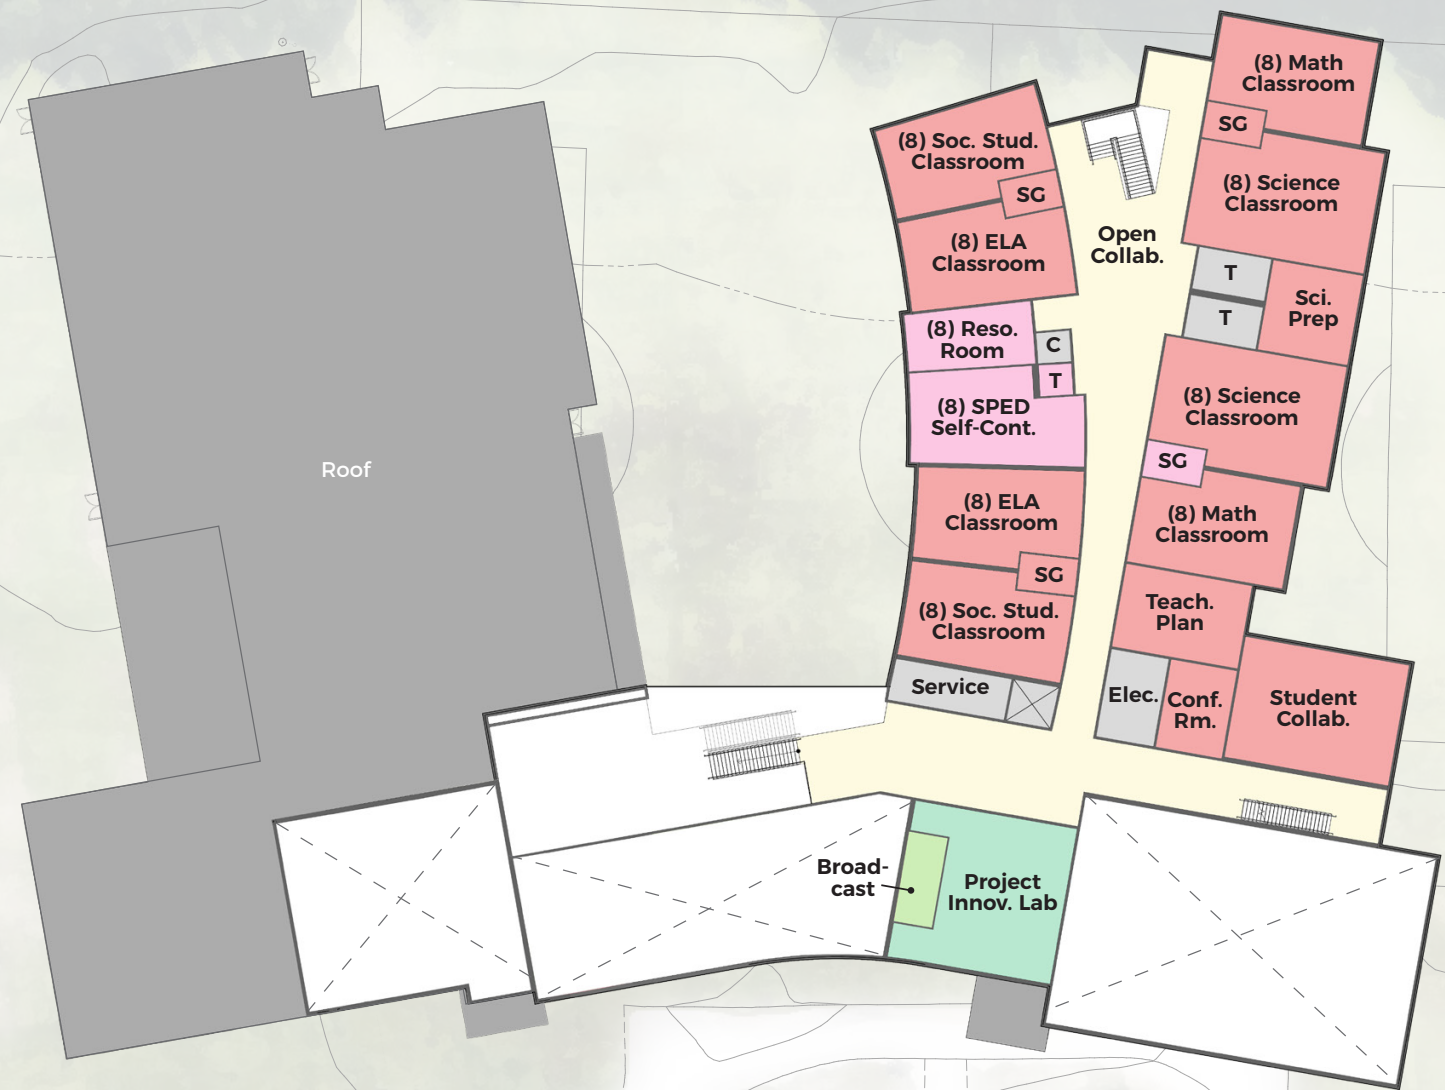 (8) Math
Classroom
SG
(8) Soc. Stud.
Classroom
SG
(8) Science
Classroom
(8) ELA
Classroom
Open
Collab.
T
T
Sci.
Prep
(8) Reso.
Room
C
T
(8) SPED
Self-Cont.
(8) Science
Classroom
SG
Roof
(8) ELA
Classroom
(8) Math
Classroom
SG
(8) Soc. Stud.
Classroom
Teach.
Plan
Service
Elec.
Conf.
Rm.
Student
Collab.
Broad-
cast
Project
Innov. Lab